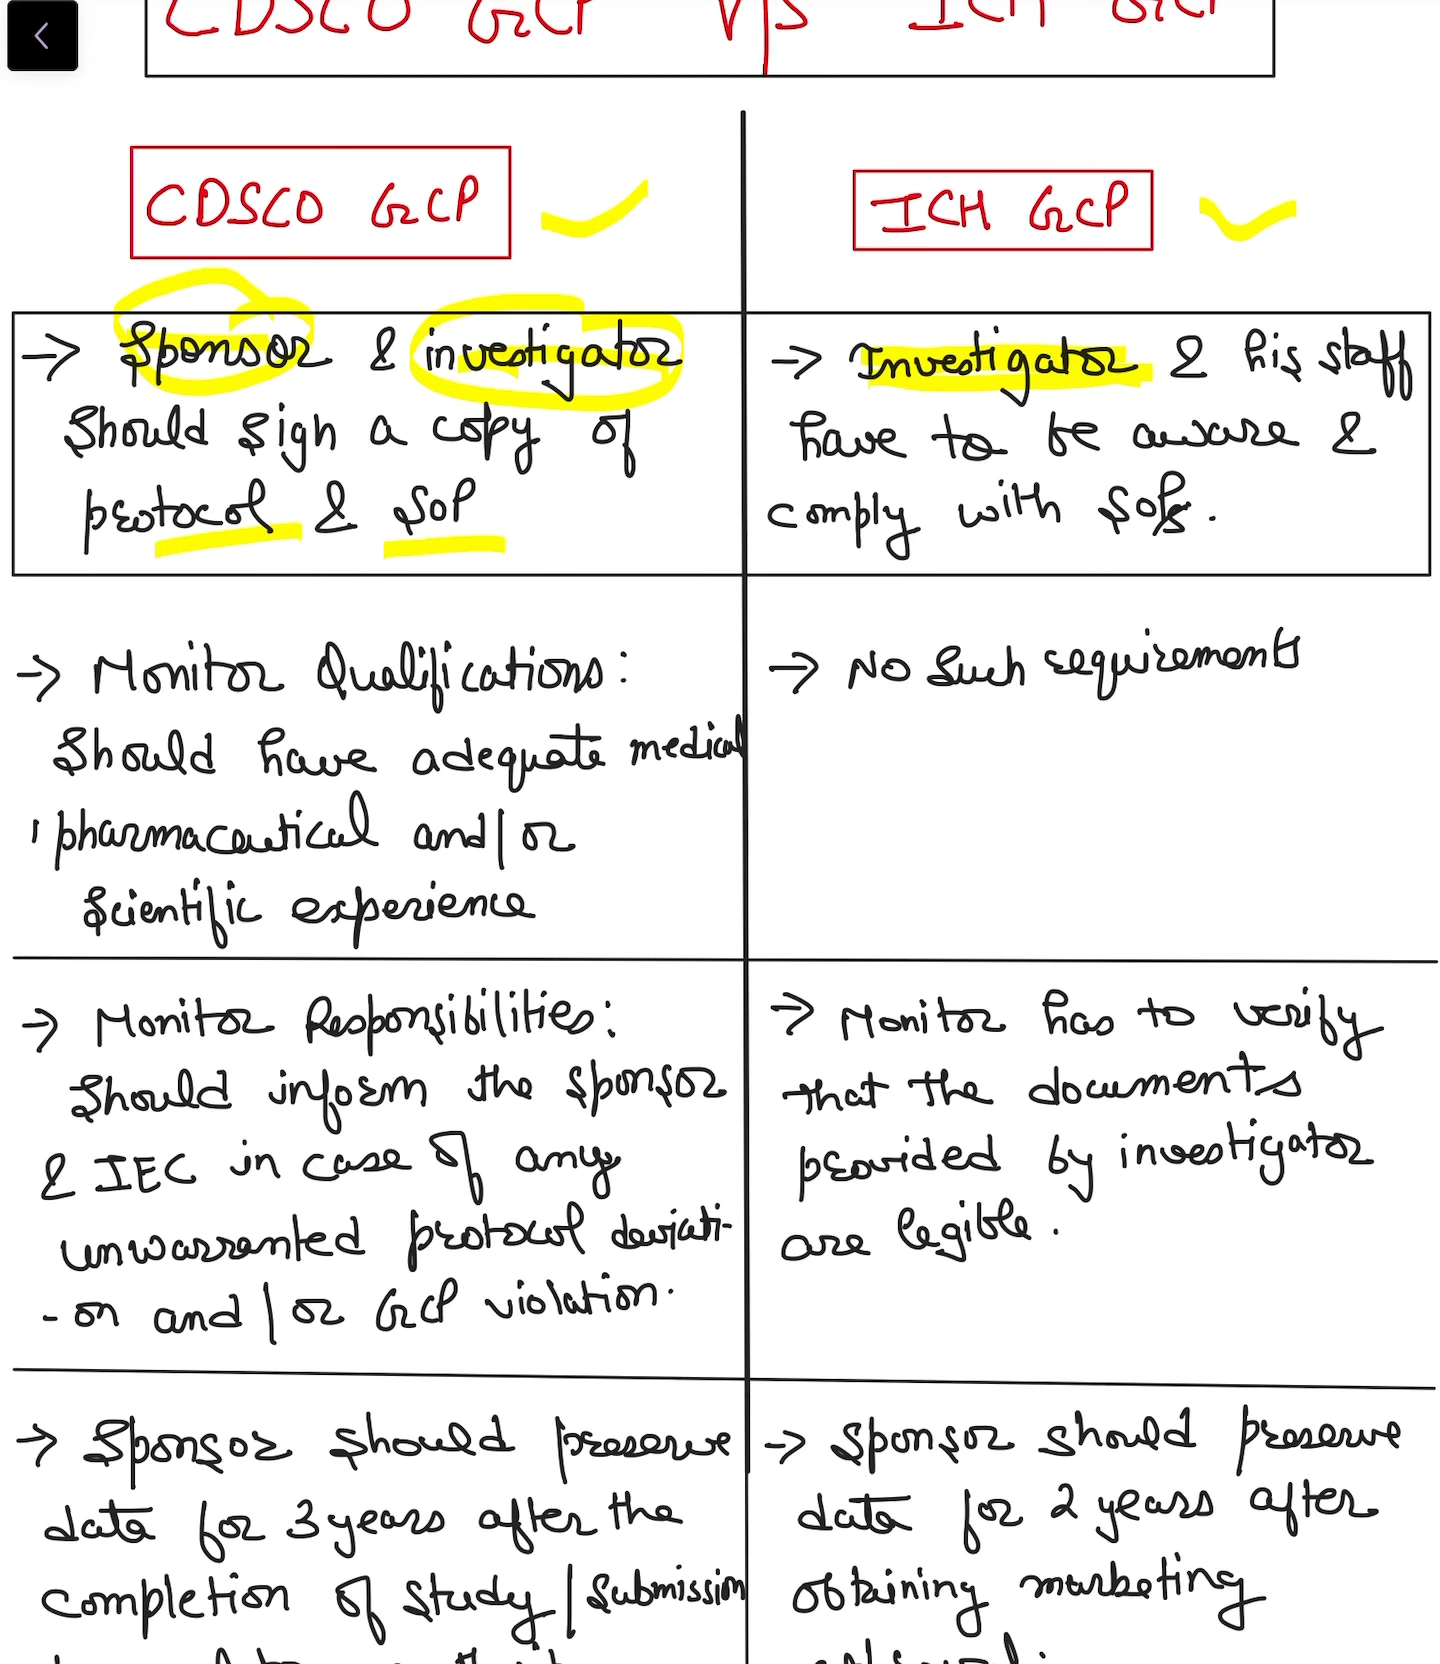 CDSCO GCP V/S ICH GCP
CDSCO GCP
ICH GCP
→ Sponsor & investigator
should sign a copy of
protocol & SOP
→ Investigator & his staff
have to be aware &
comply with SOPs.
→ Monitor Qualifications:
Should have adequate medical
, pharmaceutical and/or
Scientific experience
→ No Such requirements
→ Monitor Responsibilities:
Should inform the sponsor
& IEC in case of any
unwarranted protocol deviati-
-on and/or GCP violation.
→ Monitor has to verify
that the documents
provided by investigator
are legible.
→ Sponsor should preserve
data for 3 years after the
completion of study / submission
→ Sponsor should preserve
data for 2 years after
obtaining marketing